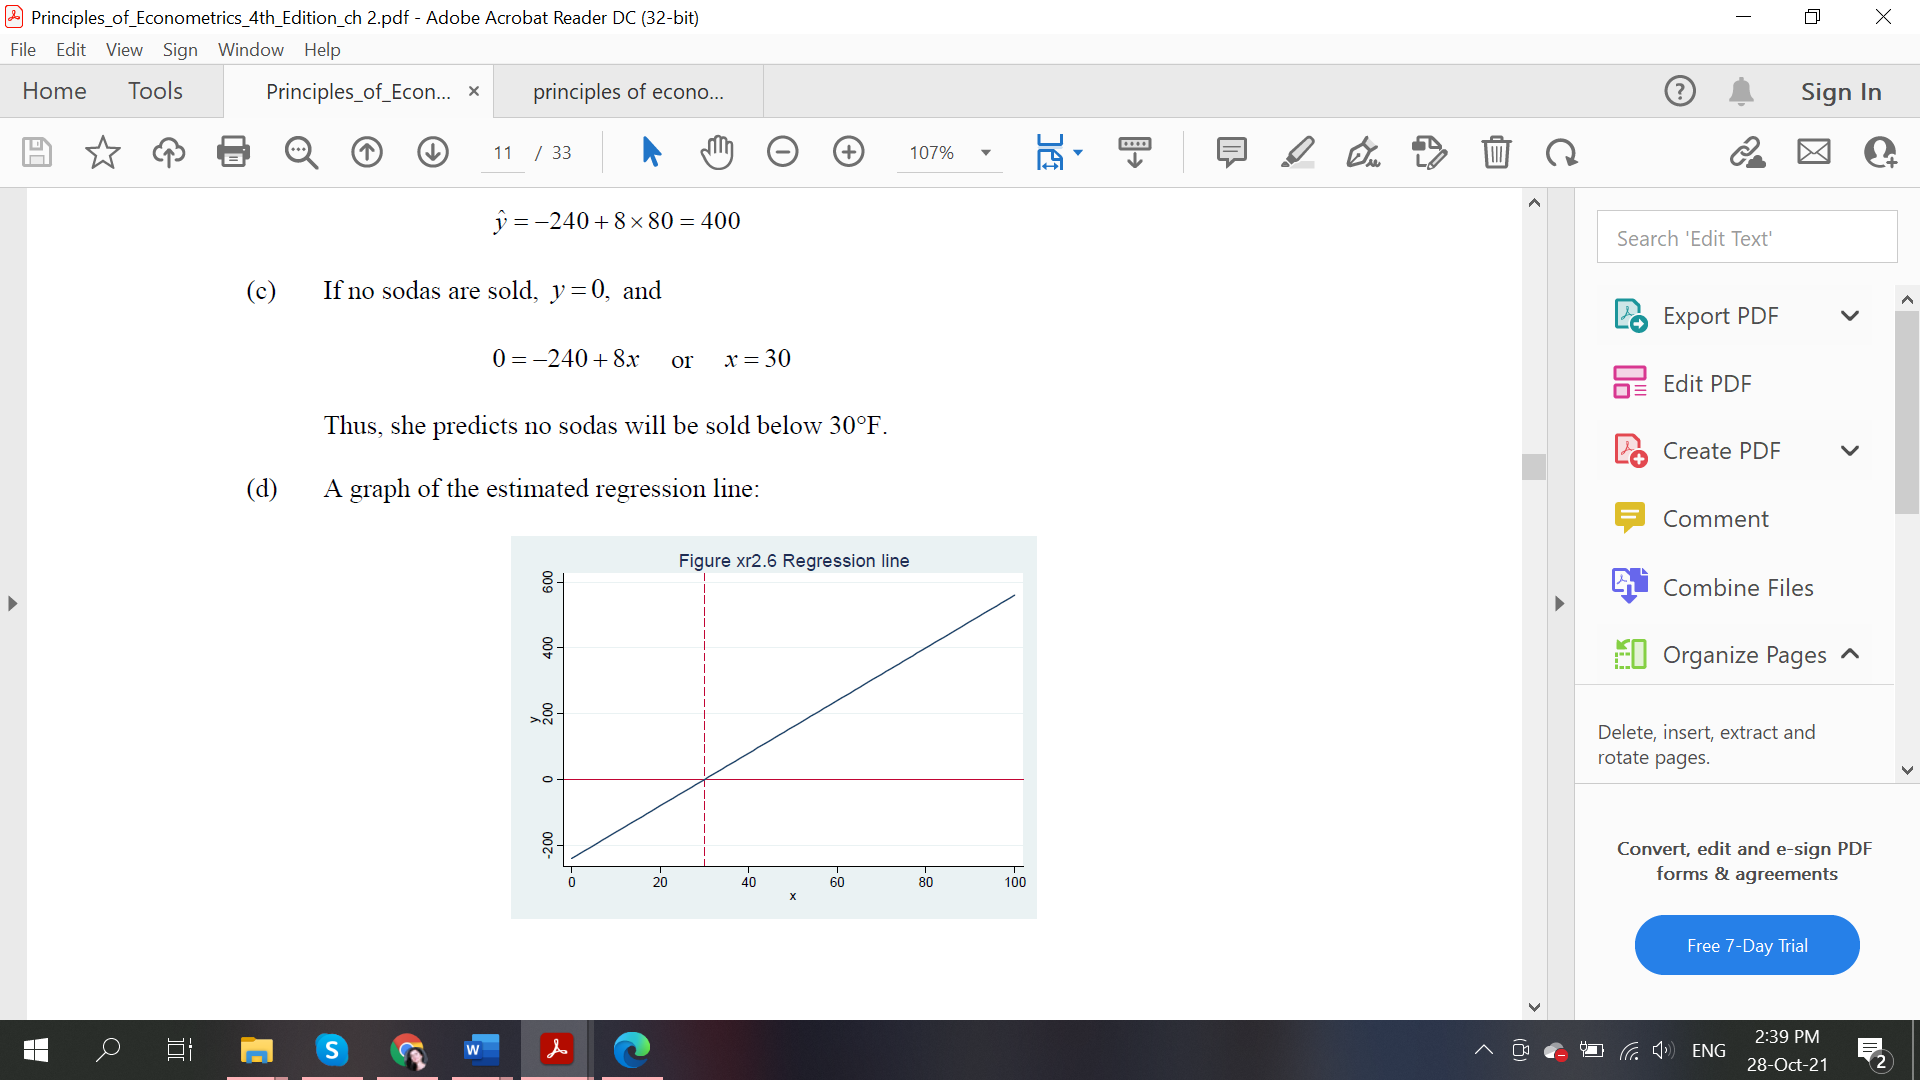 Principles_of_Econometrics_4th_Edition_ch 2.pdf - Adobe Acrobat Reader DC (32-bit)
File Edit View Sign Window Help
Home Tools Principles_of_Econ... × principles of econo... ? Sign In
11 / 33 107%
ŷ = −240 + 8 × 80 = 400
(c) If no sodas are sold, y = 0, and
0 = −240 + 8x or x = 30
Thus, she predicts no sodas will be sold below 30°F.
(d) A graph of the estimated regression line:
Figure xr2.6 Regression line
600
400
200
0
-200
y
0 20 40 60 80 100
x
Search 'Edit Text'
Export PDF
Edit PDF
Create PDF
Comment
Combine Files
Organize Pages
Delete, insert, extract and
rotate pages.
Convert, edit and e-sign PDF
forms & agreements
Free 7-Day Trial
S
W
ENG
2:39 PM
28-Oct-21
2